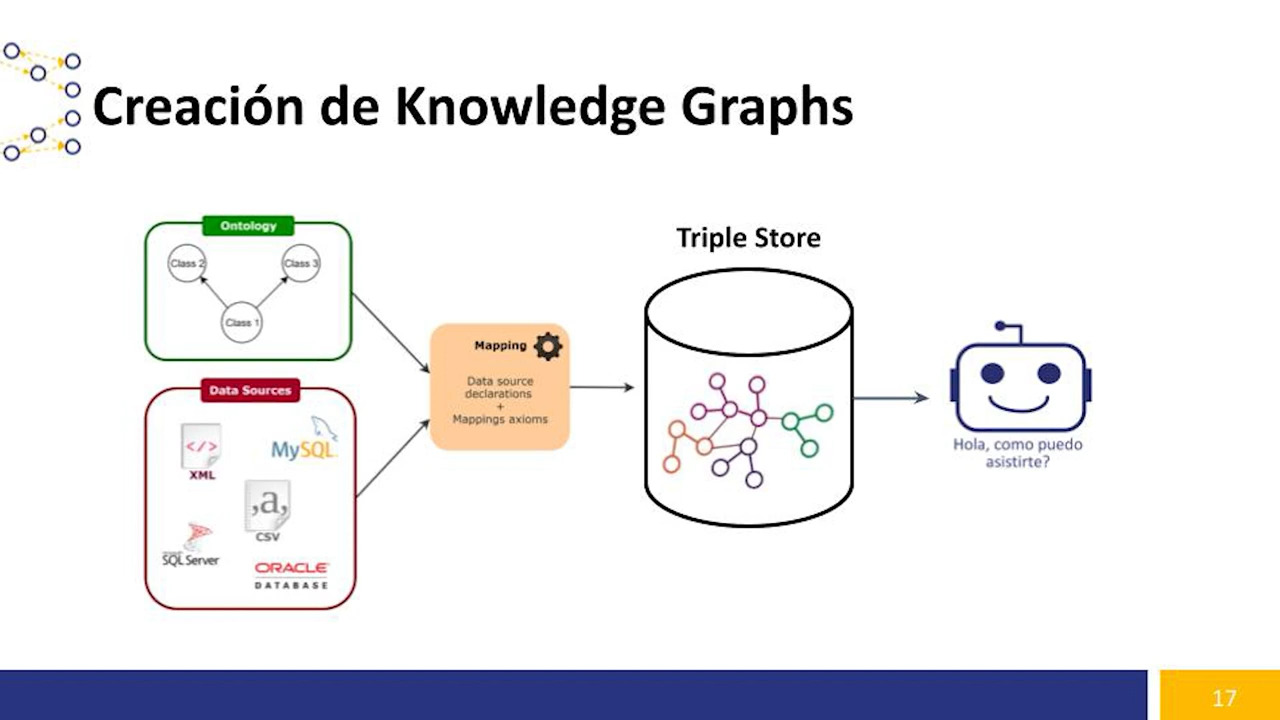 Creación de Knowledge Graphs
Ontology
Class 2
Class 3
Class 1
Data Sources
</>
XML
MySQL
,a,
CSV
SQL Server
ORACLE
DATABASE
Mapping
Data source
declarations
+
Mappings axioms
Triple Store
Hola, como puedo
asistirte?
17